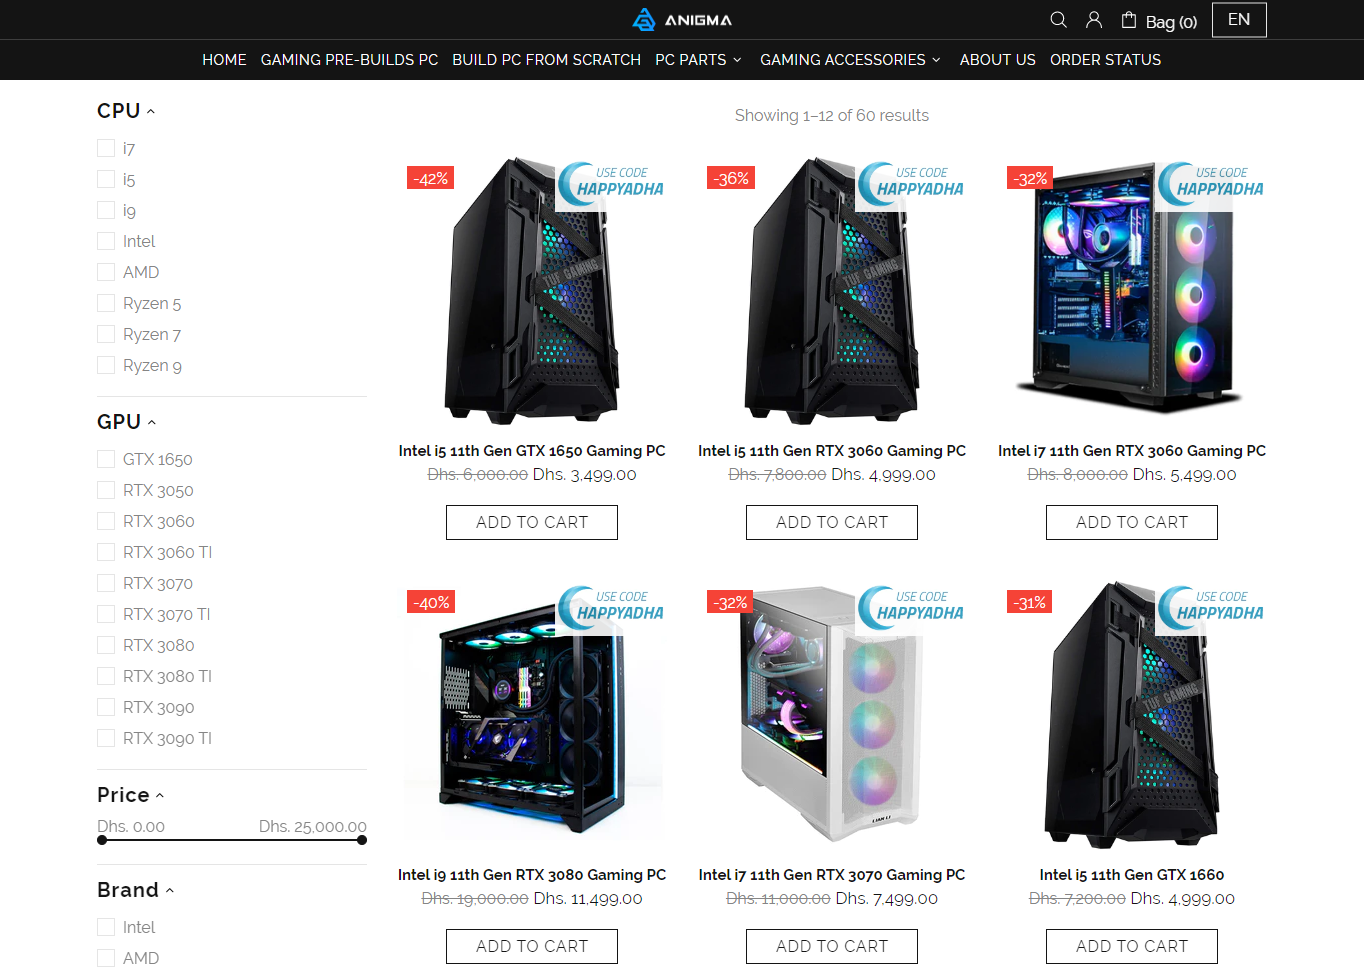 ANIGMA
Bag (0)
EN
HOME
GAMING PRE-BUILDS PC
BUILD PC FROM SCRATCH
PC PARTS
GAMING ACCESSORIES
ABOUT US
ORDER STATUS
CPU
i7
i5
i9
Intel
AMD
Ryzen 5
Ryzen 7
Ryzen 9
GPU
GTX 1650
RTX 3050
RTX 3060
RTX 3060 TI
RTX 3070
RTX 3070 TI
RTX 3080
RTX 3080 TI
RTX 3090
RTX 3090 TI
Price
Dhs. 0.00
Dhs. 25,000.00
Brand
Intel
AMD
Showing 1–12 of 60 results
-42%
USE CODE
HAPPYADHA
TUF GAMING
Intel i5 11th Gen GTX 1650 Gaming PC
Dhs. 6,000.00 Dhs. 3,499.00
ADD TO CART
-36%
USE CODE
HAPPYADHA
TUF GAMING
Intel i5 11th Gen RTX 3060 Gaming PC
Dhs. 7,800.00 Dhs. 4,999.00
ADD TO CART
-32%
USE CODE
HAPPYADHA
Intel i7 11th Gen RTX 3060 Gaming PC
Dhs. 8,000.00 Dhs. 5,499.00
ADD TO CART
-40%
USE CODE
HAPPYADHA
Intel i9 11th Gen RTX 3080 Gaming PC
Dhs. 19,000.00 Dhs. 11,499.00
ADD TO CART
-32%
USE CODE
HAPPYADHA
LIAN LI
Intel i7 11th Gen RTX 3070 Gaming PC
Dhs. 11,000.00 Dhs. 7,499.00
ADD TO CART
-31%
USE CODE
HAPPYADHA
TUF GAMING
Intel i5 11th Gen GTX 1660
Dhs. 7,200.00 Dhs. 4,999.00
ADD TO CART